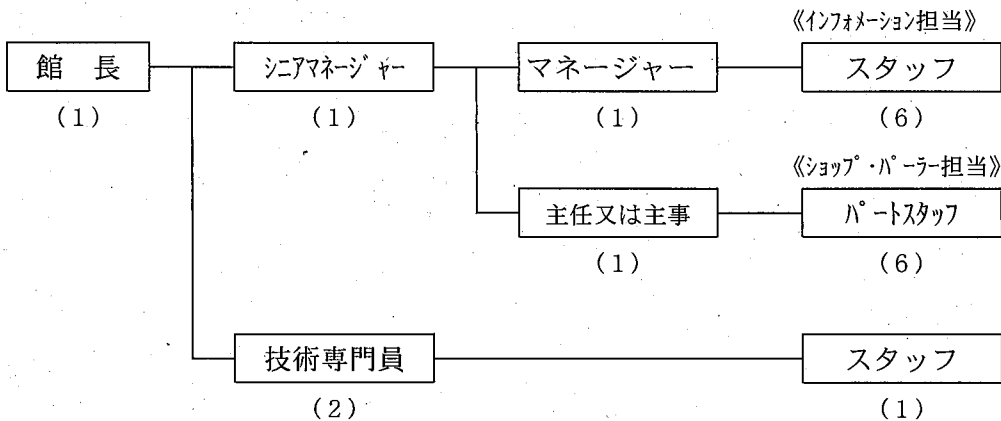 《インフォメーション担当》
館　長
シニアマネージャー
マネージャー
スタッフ
（１）
（１）
（１）
（６）
《ショップ・パーラー担当》
主任又は主事
パートスタッフ
（１）
（６）
技術専門員
スタッフ
（２）
（１）